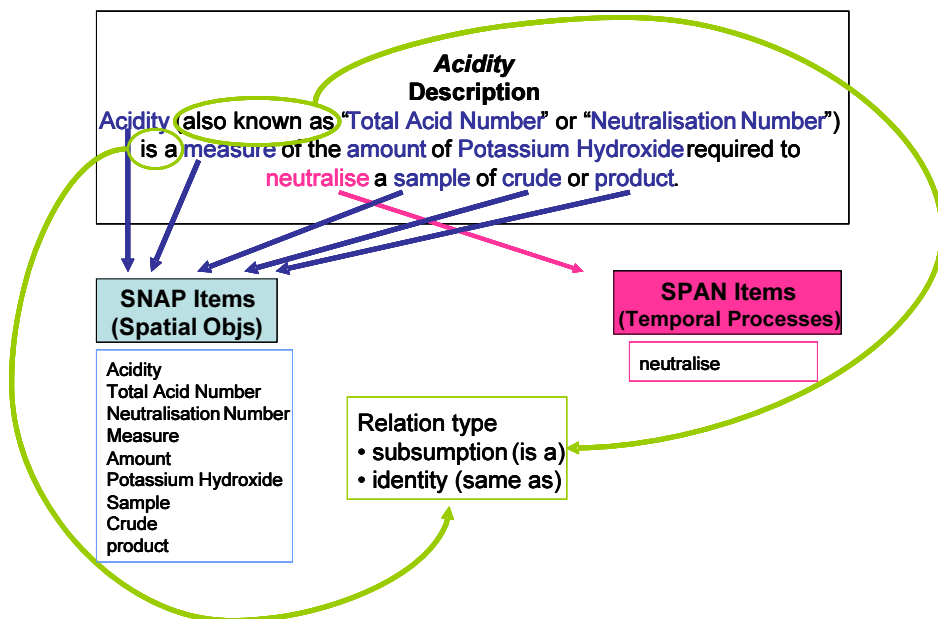 Acidity
Description
Acidity (also known as “Total Acid Number” or “Neutralisation Number”)
is a measure of the amount of Potassium Hydroxide required to
neutralise a sample of crude or product.
SNAP Items
(Spatial Objs)
SPAN Items
(Temporal Processes)
Acidity
Total Acid Number
Neutralisation Number
Measure
Amount
Potassium Hydroxide
Sample
Crude
product
neutralise
Relation type
• subsumption (is a)
• identity (same as)